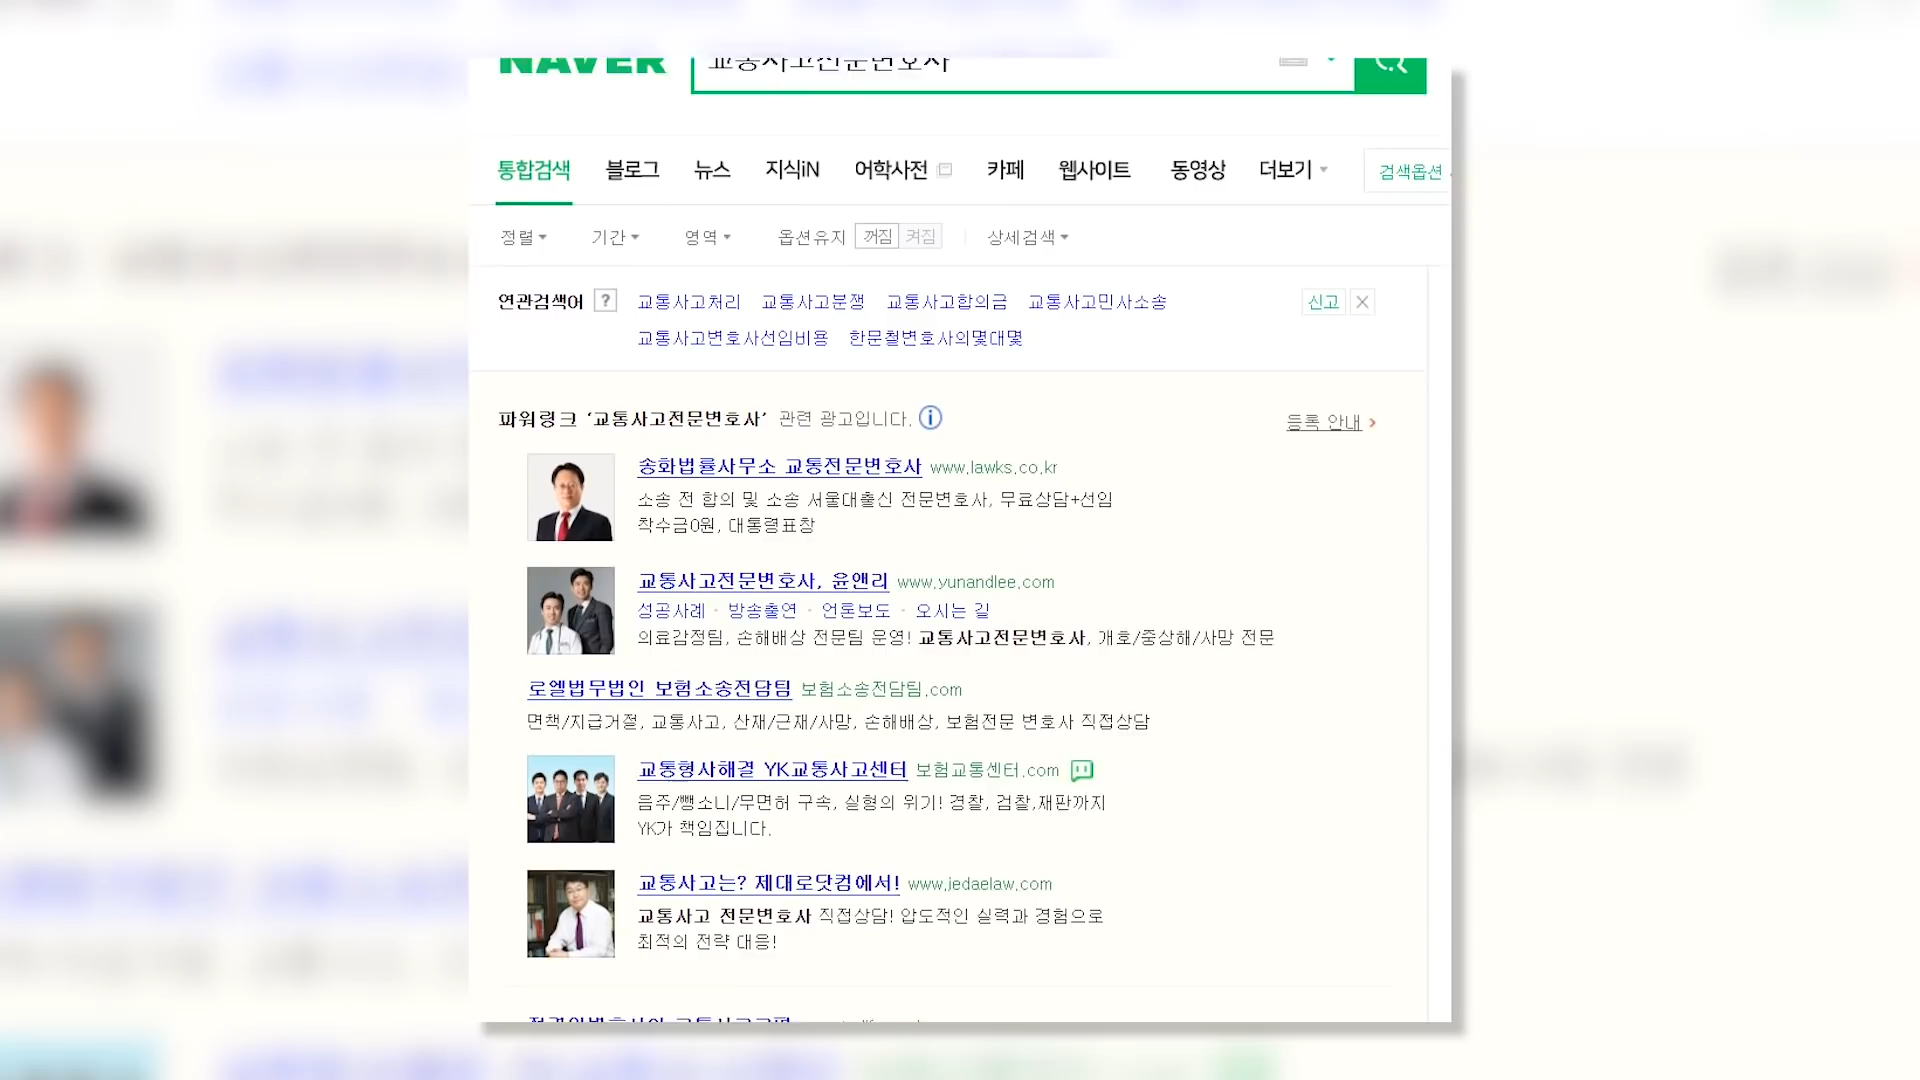 NAVER 교통사고전문변호사
통합검색 블로그 뉴스 지식iN 어학사전 카페 웹사이트 동영상 더보기 검색옵션
정렬 기간 영역 옵션유지 꺼짐 켜짐 상세검색
연관검색어 ? 교통사고처리 교통사고분쟁 교통사고합의금 교통사고민사소송 신고
교통사고변호사선임비용 한문철변호사의몇대몇
파워링크 '교통사고전문변호사' 관련 광고입니다. 등록 안내
송화법률사무소 교통전문변호사 www.lawks.co.kr
소송 전 합의 및 소송 서울대출신 전문변호사, 무료상담+선임
착수금0원, 대통령표창
교통사고전문변호사, 윤앤리 www.yunandlee.com
성공사례 · 방송출연 · 언론보도 · 오시는 길
의료감정팀, 손해배상 전문팀 운영! 교통사고전문변호사, 개호/중상해/사망 전문
로엘법무법인 보험소송전담팀 보험소송전담팀.com
면책/지급거절, 교통사고, 산재/근재/사망, 손해배상, 보험전문 변호사 직접상담
교통형사해결 YK교통사고센터 보험교통센터.com
음주/뺑소니/무면허 구속, 실형의 위기! 경찰, 검찰,재판까지
YK가 책임집니다.
교통사고는? 제대로닷컴에서! www.jedaelaw.com
교통사고 전문변호사 직접상담! 압도적인 실력과 경험으로
최적의 전략 대응!